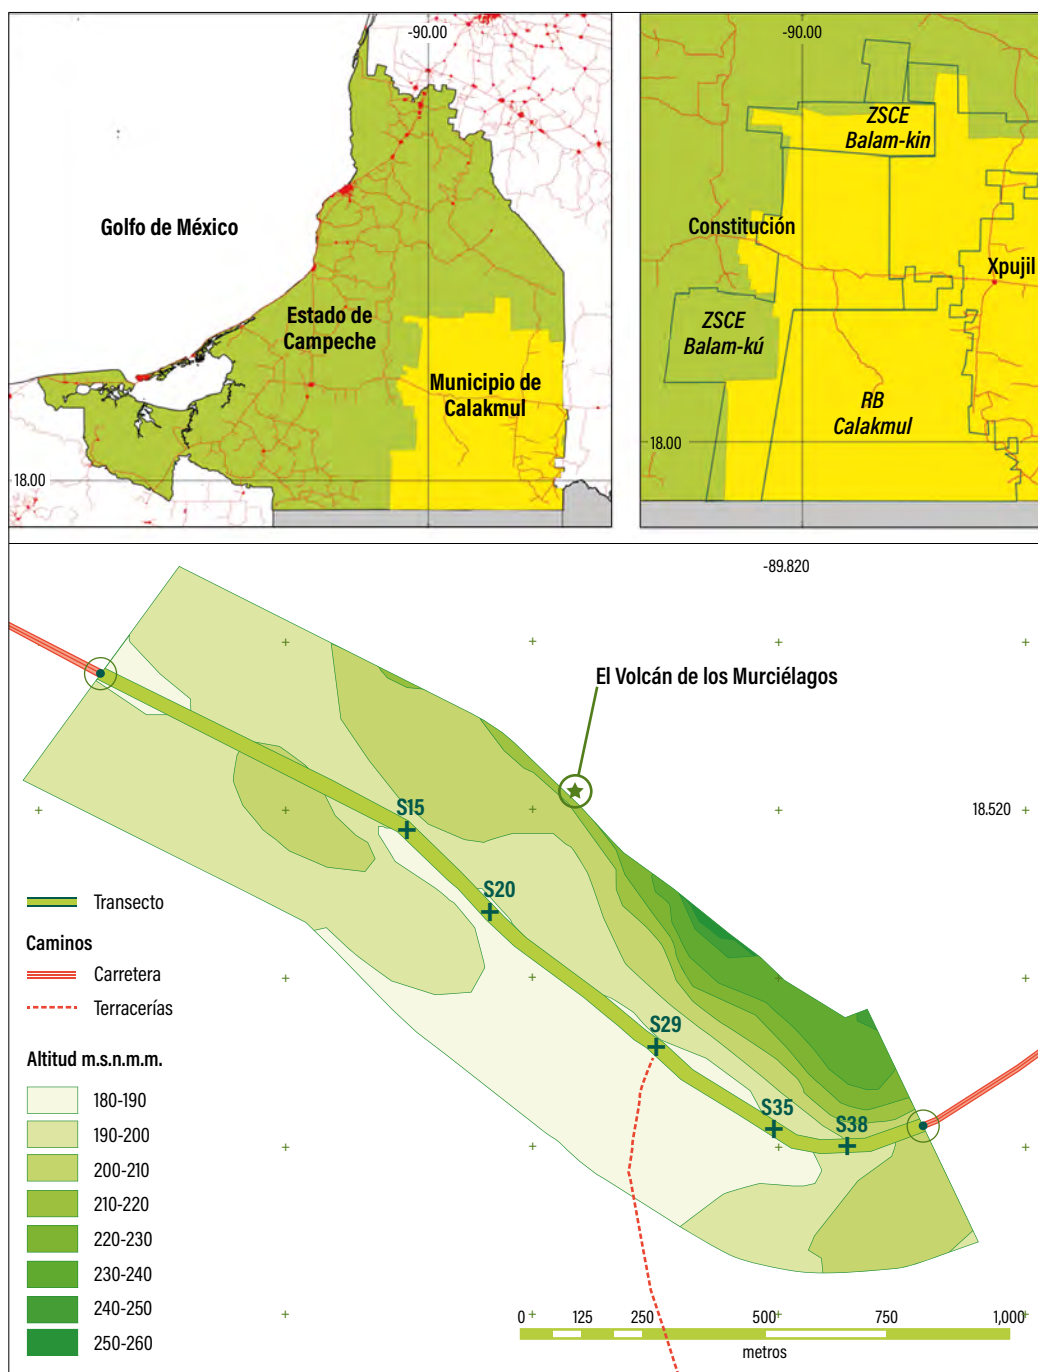 -90.00
Golfo de México
Estado de
Campeche
Municipio de
Calakmul
18.00
-90.00
ZSCE
Balam-kin
Constitución
Xpujil
ZSCE
Balam-kú
RB
Calakmul
18.00
-89.820
El Volcán de los Murciélagos
18.520
S15
S20
S29
S35
S38
Transecto
Caminos
Carretera
Terracerías
Altitud m.s.n.m.m.
180-190
190-200
200-210
210-220
220-230
230-240
240-250
250-260
0 125 250 500 750 1,000
metros